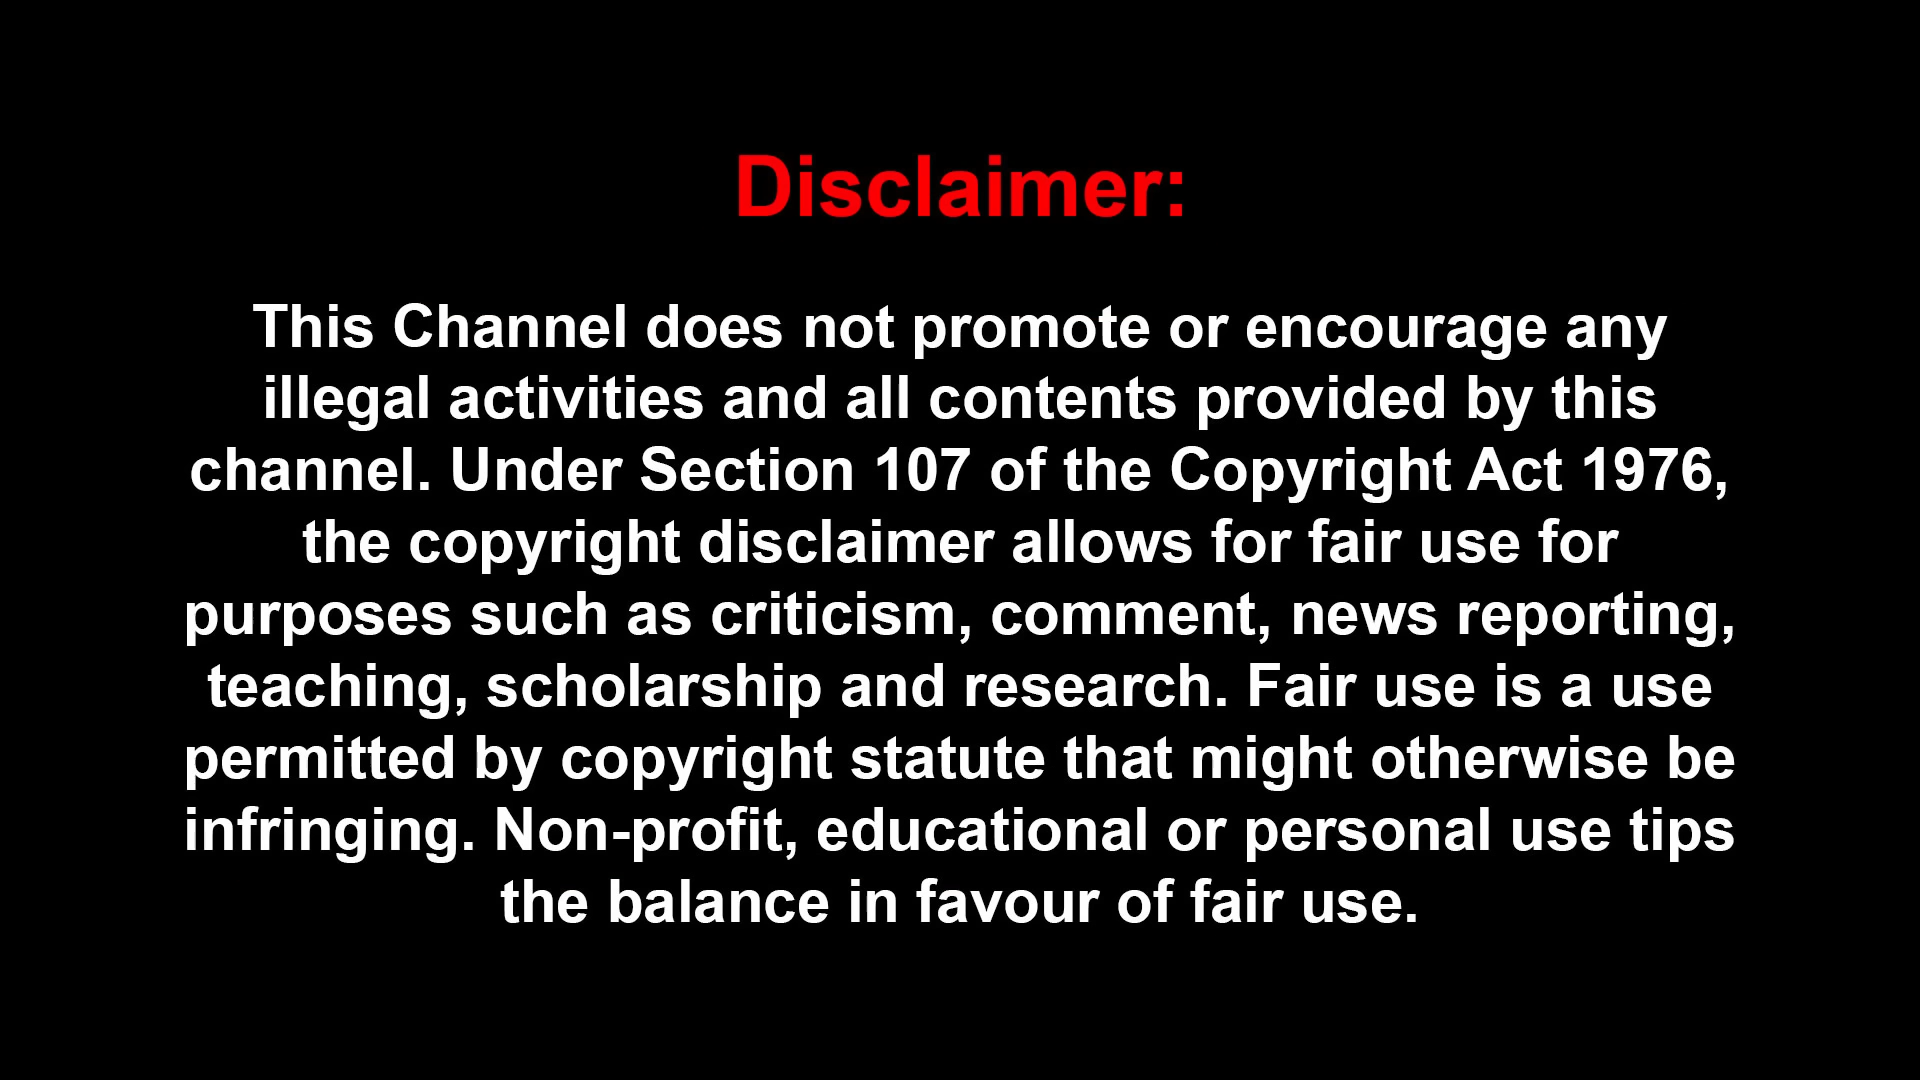 Disclaimer:
This Channel does not promote or encourage any
illegal activities and all contents provided by this
channel. Under Section 107 of the Copyright Act 1976,
the copyright disclaimer allows for fair use for
purposes such as criticism, comment, news reporting,
teaching, scholarship and research. Fair use is a use
permitted by copyright statute that might otherwise be
infringing. Non-profit, educational or personal use tips
the balance in favour of fair use.